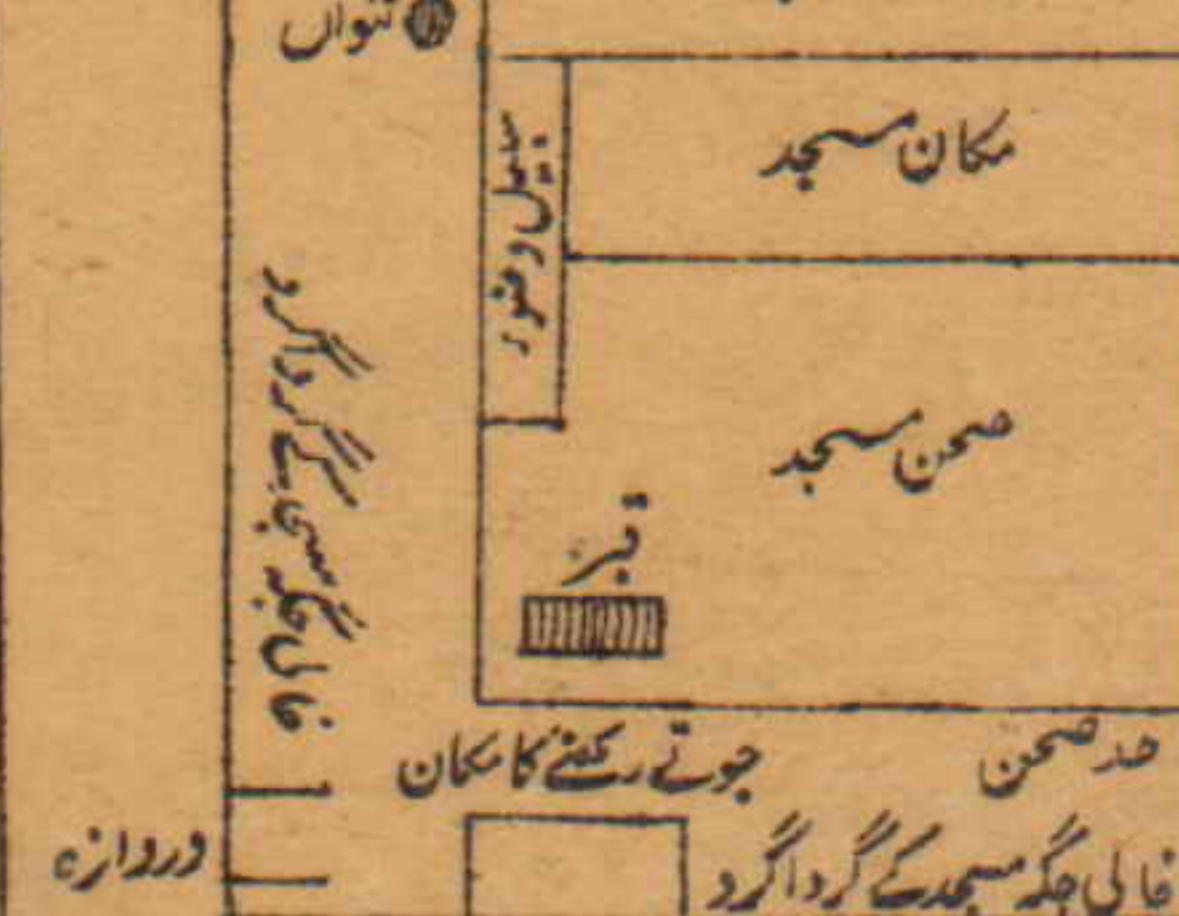 کنواں
مکان مسجد
سبیل وضوء
خالی جگہ مسجد کے گرداگرد
صحن مسجد
قبر
حد صحن
جوتے رکھنے کا مکان
دروازہ
خالی جگہ مسجد کے گرداگرد